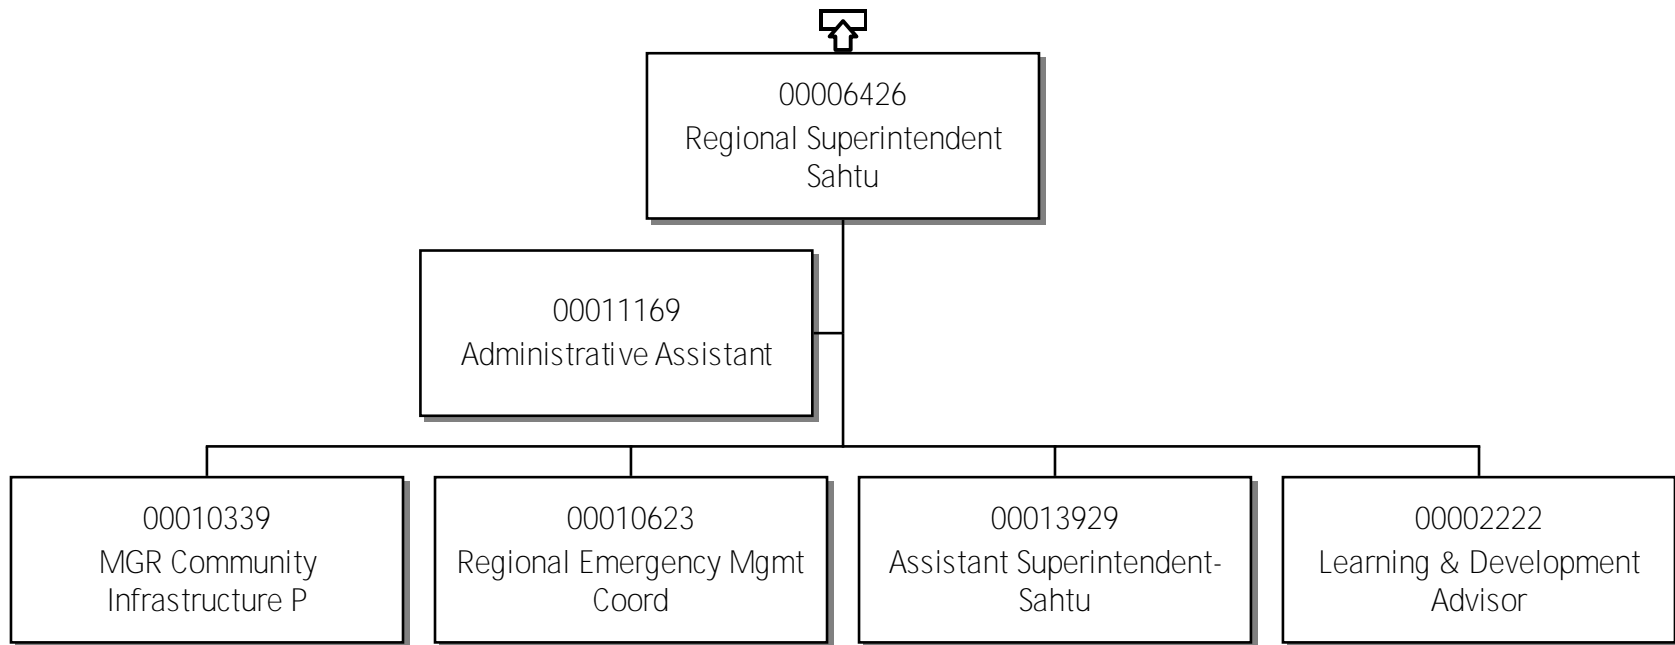 00006426
Regional Superintendent
Sahtu
00011169
Administrative Assistant
00010339
MGR Community
Infrastructure P
00010623
Regional Emergency Mgmt
Coord
00013929
Assistant Superintendent-
Sahtu
00002222
Learning & Development
Advisor